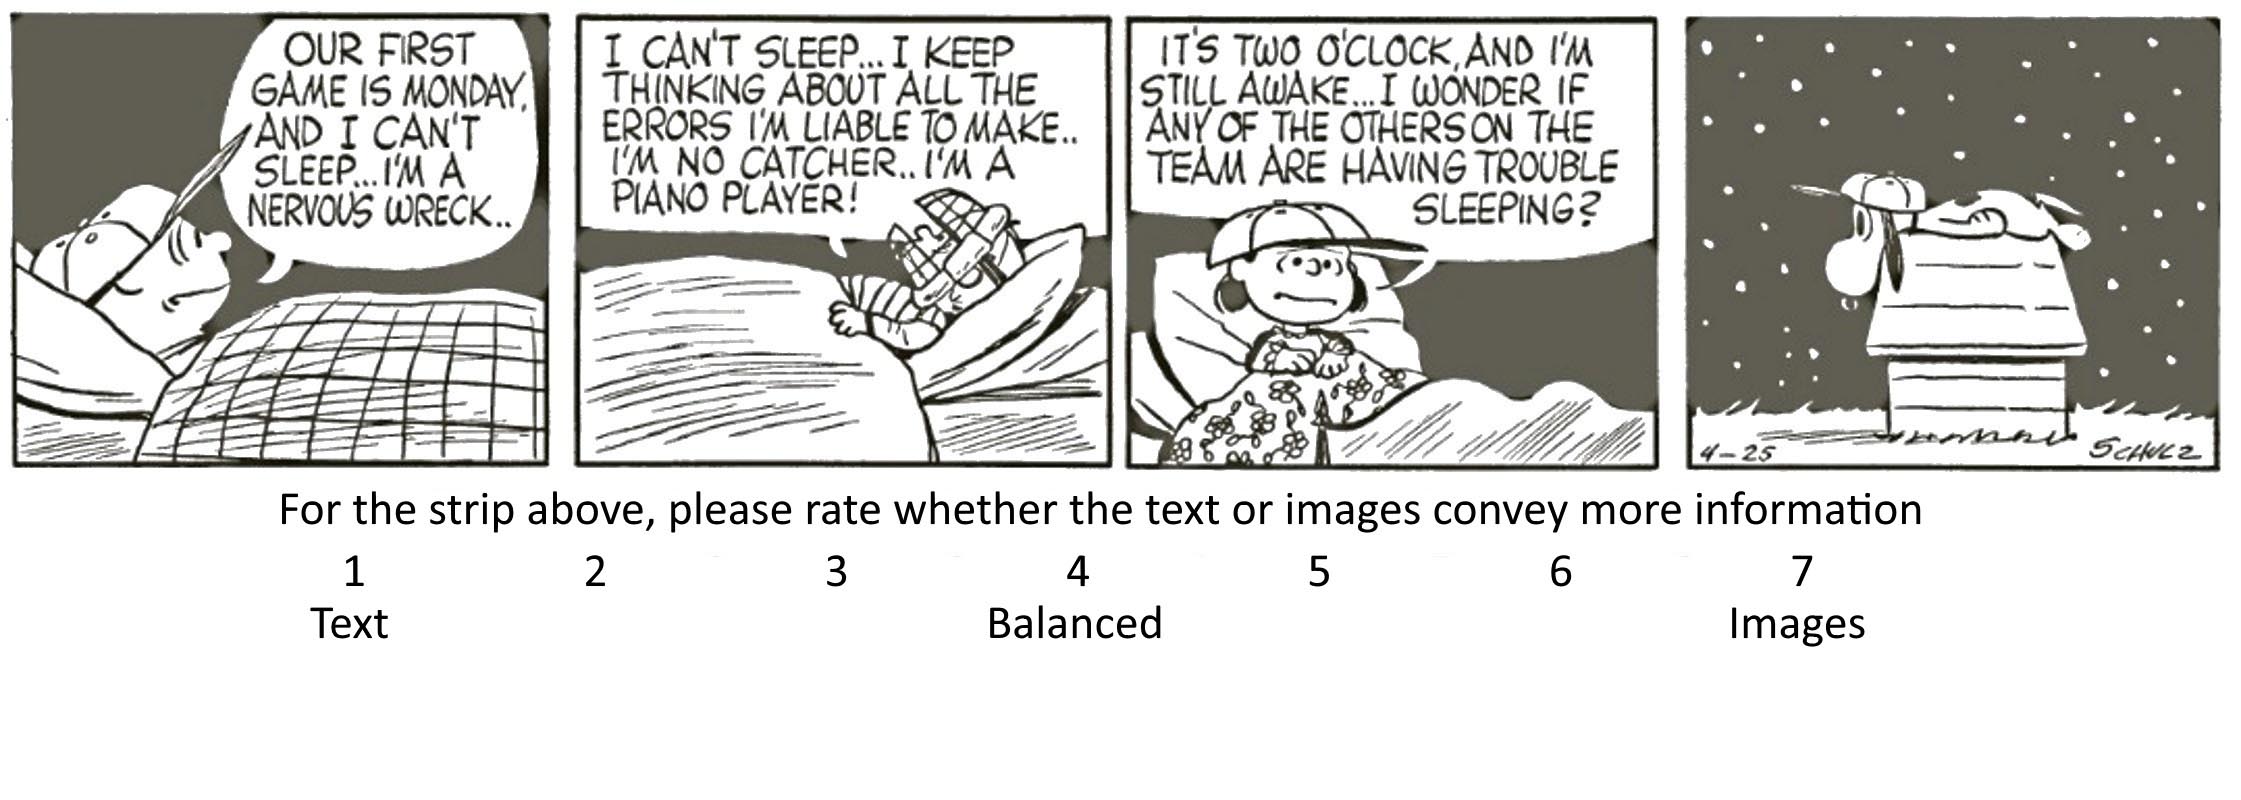 OUR FIRST
GAME IS MONDAY,
AND I CAN'T
SLEEP...I'M A
NERVOUS WRECK..
I CAN'T SLEEP...I KEEP
THINKING ABOUT ALL THE
ERRORS I'M LIABLE TO MAKE..
I'M NO CATCHER..I'M A
PIANO PLAYER!
IT'S TWO O'CLOCK, AND I'M
STILL AWAKE...I WONDER IF
ANY OF THE OTHERS ON THE
TEAM ARE HAVING TROUBLE
SLEEPING?
4-25
SCHULZ
For the strip above, please rate whether the text or images convey more information
1 2 3 4 5 6 7
Text Balanced Images